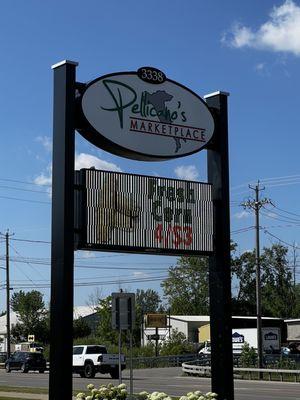 3338
Pellicano's
MARKETPLACE
Fresh
Corn
4/$3